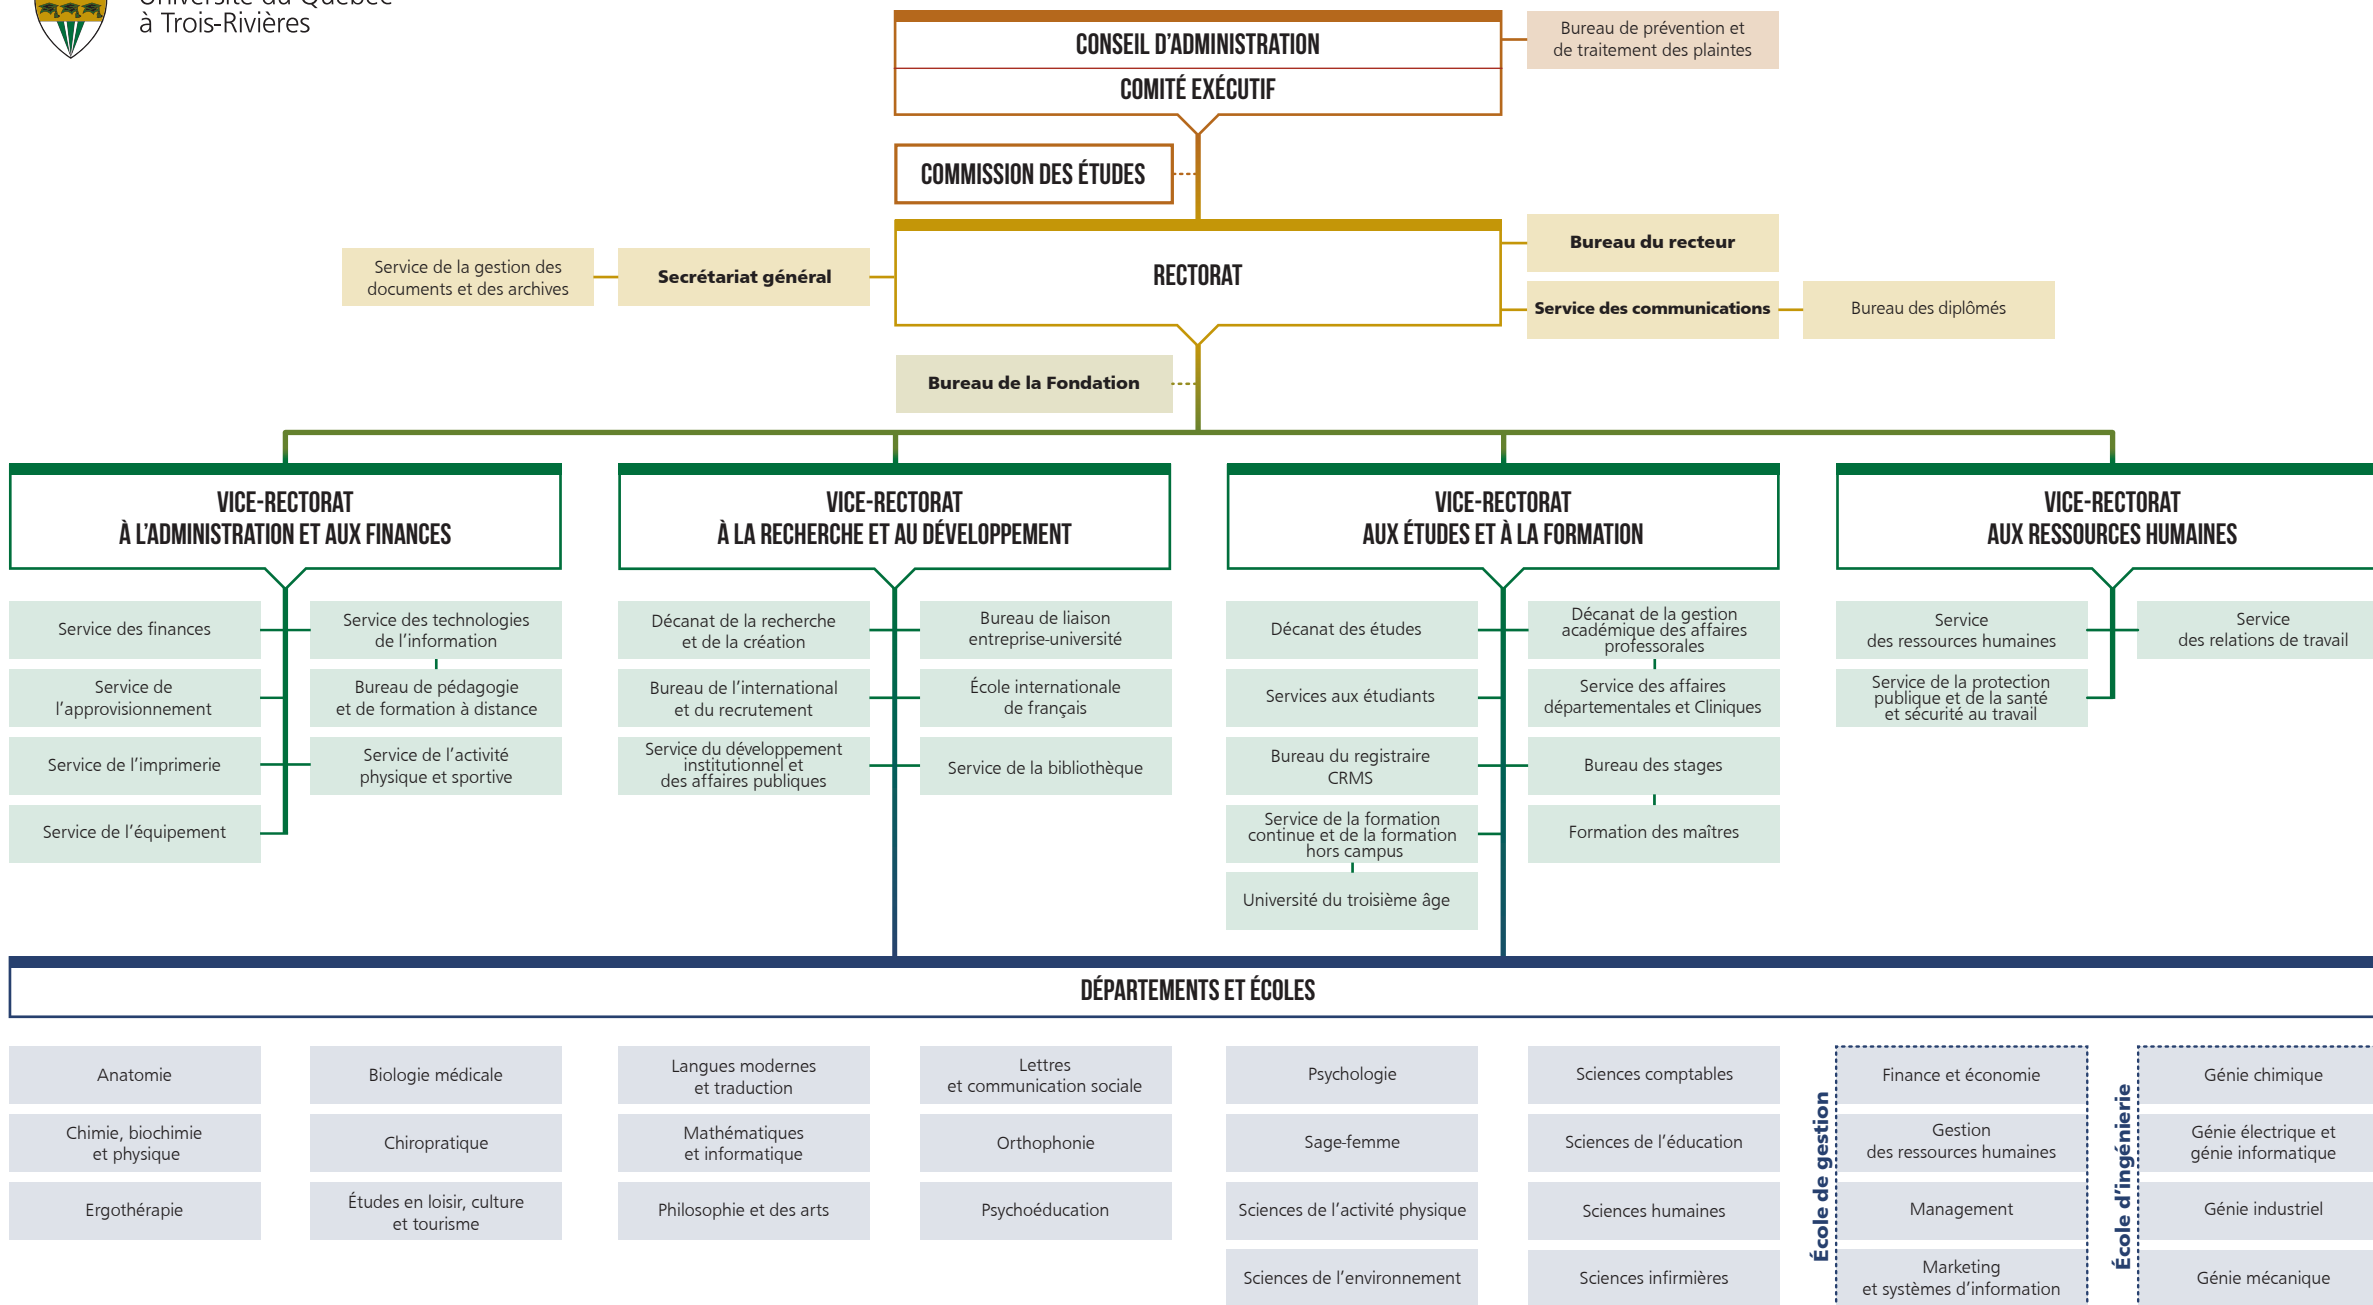 Université du Québec
à Trois-Rivières
CONSEIL D'ADMINISTRATION
COMITÉ EXÉCUTIF
Bureau de prévention et
de traitement des plaintes
COMMISSION DES ÉTUDES
Service de la gestion des
documents et des archives
Secrétariat général
RECTORAT
Bureau du recteur
Service des communications
Bureau des diplômés
Bureau de la Fondation
VICE-RECTORAT
À L'ADMINISTRATION ET AUX FINANCES
VICE-RECTORAT
À LA RECHERCHE ET AU DÉVELOPPEMENT
VICE-RECTORAT
AUX ÉTUDES ET À LA FORMATION
VICE-RECTORAT
AUX RESSOURCES HUMAINES
Service des finances
Service des technologies
de l'information
Service de
l'approvisionnement
Bureau de pédagogie
et de formation à distance
Service de l'imprimerie
Service de l'activité
physique et sportive
Service de l'équipement
Décanat de la recherche
et de la création
Bureau de liaison
entreprise-université
Bureau de l'international
et du recrutement
École internationale
de français
Service du développement
institutionnel et
des affaires publiques
Service de la bibliothèque
Décanat des études
Décanat de la gestion
académique des affaires
professorales
Services aux étudiants
Service des affaires
départementales et Cliniques
Bureau du registraire
CRMS
Bureau des stages
Service de la formation
continue et de la formation
hors campus
Formation des maîtres
Université du troisième âge
Service
des ressources humaines
Service
des relations de travail
Service de la protection
publique et de la santé
et sécurité au travail
DÉPARTEMENTS ET ÉCOLES
Anatomie
Biologie médicale
Langues modernes
et traduction
Lettres
et communication sociale
Psychologie
Sciences comptables
Chimie, biochimie
et physique
Chiropratique
Mathématiques
et informatique
Orthophonie
Sage-femme
Sciences de l'éducation
Ergothérapie
Études en loisir, culture
et tourisme
Philosophie et des arts
Psychoéducation
Sciences de l'activité physique
Sciences humaines
Sciences de l'environnement
Sciences infirmières
École de gestion
Finance et économie
Gestion
des ressources humaines
Management
Marketing
et systèmes d'information
École d'ingénierie
Génie chimique
Génie électrique et
génie informatique
Génie industriel
Génie mécanique